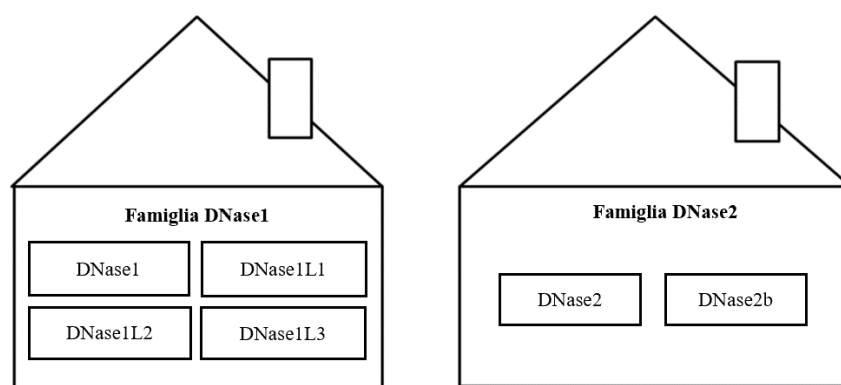 Famiglia DNase1
DNase1
DNase1L1
DNase1L2
DNase1L3
Famiglia DNase2
DNase2
DNase2b